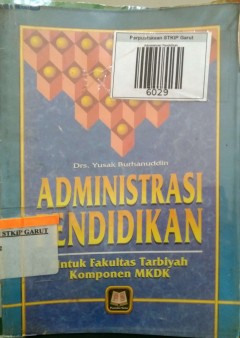 Perpustakaan STKIP Garut
6029
Drs. Yusak Burhanuddin
ADMINISTRASI
PENDIDIKAN
Untuk Fakultas Tarbiyah
Komponen MKDK
STKIP GARUT